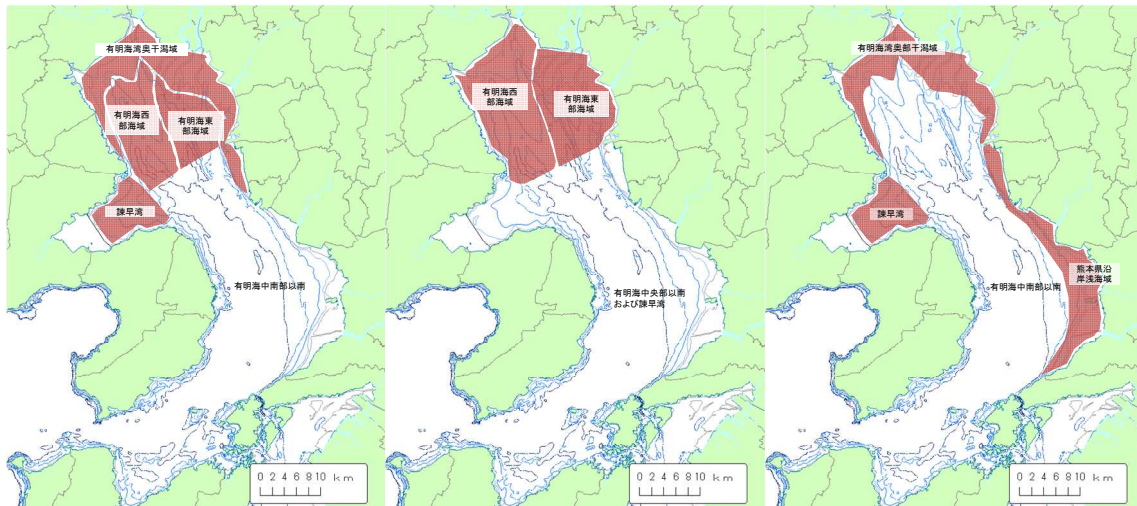 有明海湾奥干潟域
有明海西
部海域
有明海東
部海域
諫早湾
有明海中南部以南
0 2 4 6 8 10 km
有明海西
部海域
有明海東
部海域
有明海中央部以南
および諫早湾
0 2 4 6 8 10 km
有明海湾奥部干潟域
諫早湾
熊本県沿
岸浅海域
有明海中南部以南
0 2 4 6 8 10 km